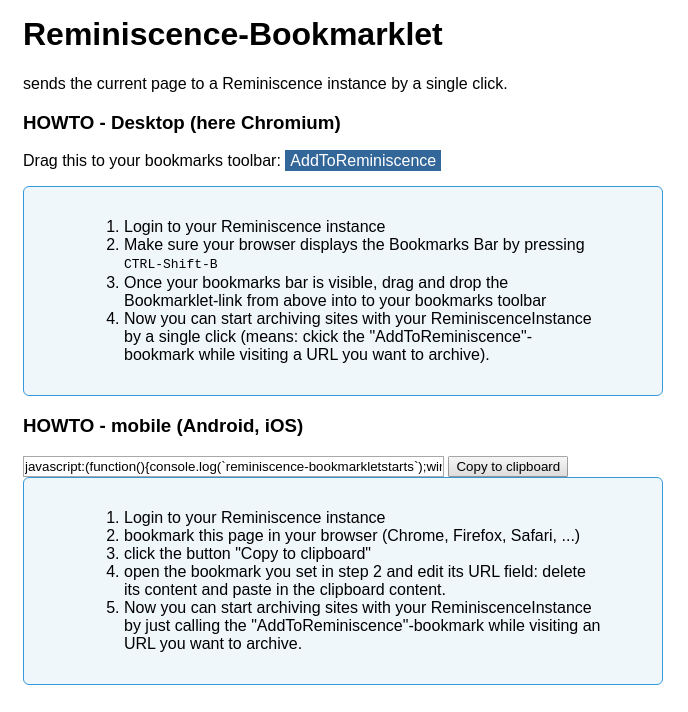 Reminiscence-Bookmarklet
sends the current page to a Reminiscence instance by a single click.
HOWTO - Desktop (here Chromium)
Drag this to your bookmarks toolbar: AddToReminiscence
1. Login to your Reminiscence instance
2. Make sure your browser displays the Bookmarks Bar by pressing
CTRL-Shift-B
3. Once your bookmarks bar is visible, drag and drop the
Bookmarklet-link from above into to your bookmarks toolbar
4. Now you can start archiving sites with your ReminiscenceInstance
by a single click (means: ckick the "AddToReminiscence"-
bookmark while visiting a URL you want to archive).
HOWTO - mobile (Android, iOS)
javascript:(function(){console.log(`reminiscence-bookmarkletstarts`);wir Copy to clipboard
1. Login to your Reminiscence instance
2. bookmark this page in your browser (Chrome, Firefox, Safari, ...)
3. click the button "Copy to clipboard"
4. open the bookmark you set in step 2 and edit its URL field: delete
its content and paste in the clipboard content.
5. Now you can start archiving sites with your ReminiscenceInstance
by just calling the "AddToReminiscence"-bookmark while visiting an
URL you want to archive.